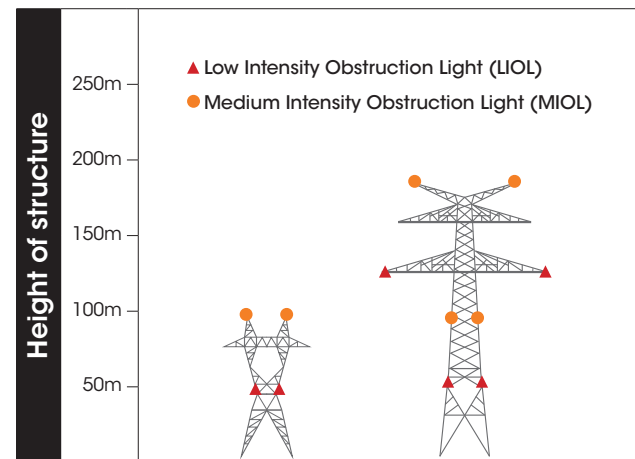 Height of structure
250m
200m
150m
100m
50m
Low Intensity Obstruction Light (LIOL)
Medium Intensity Obstruction Light (MIOL)